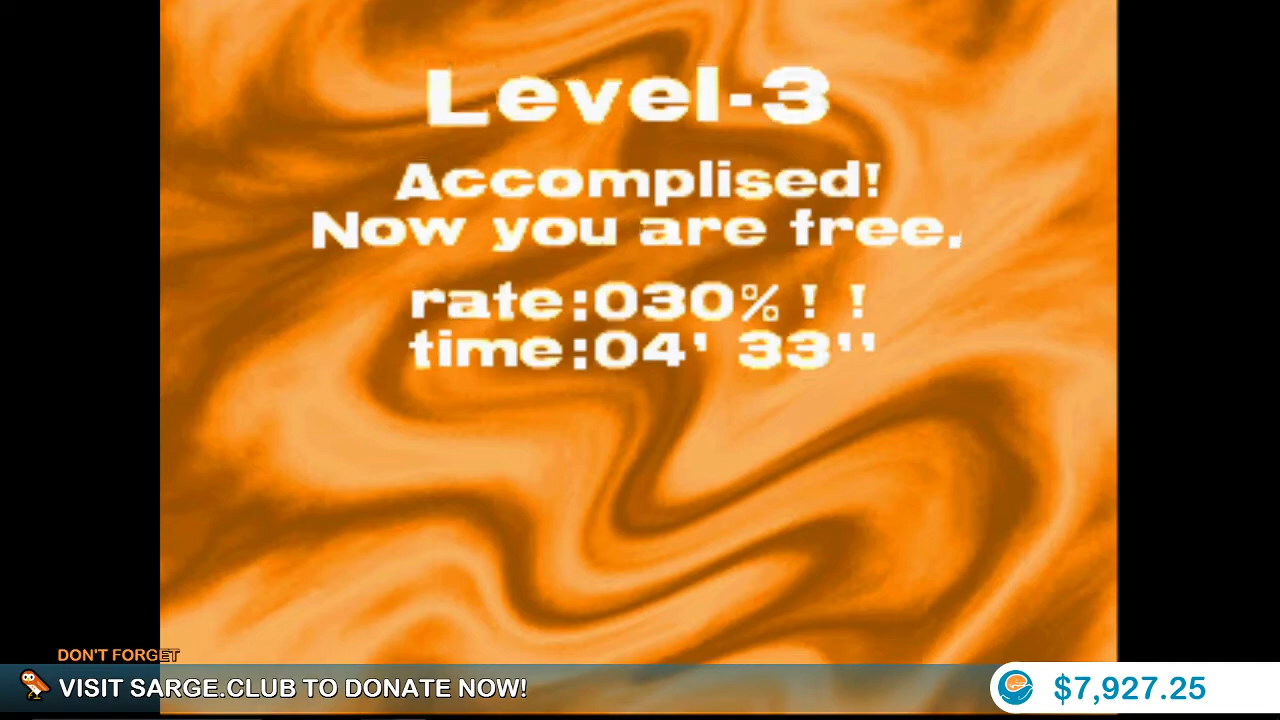 Level-3
Accomplised!
Now you are free.
rate:030%! !
time:04' 33''
DON'T FORGET
VISIT SARGE.CLUB TO DONATE NOW!
$7,927.25